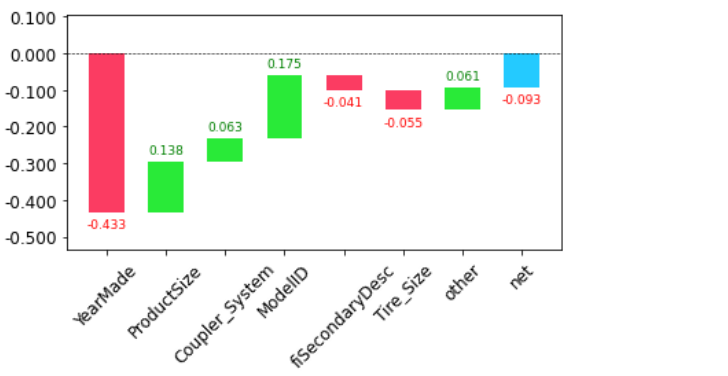 0.100
0.000
-0.100
-0.200
-0.300
-0.400
-0.500
-0.433
0.138
0.063
0.175
-0.041
-0.055
0.061
-0.093
YearMade
ProductSize
Coupler_System
ModelID
fiSecondaryDesc
Tire_Size
other
net